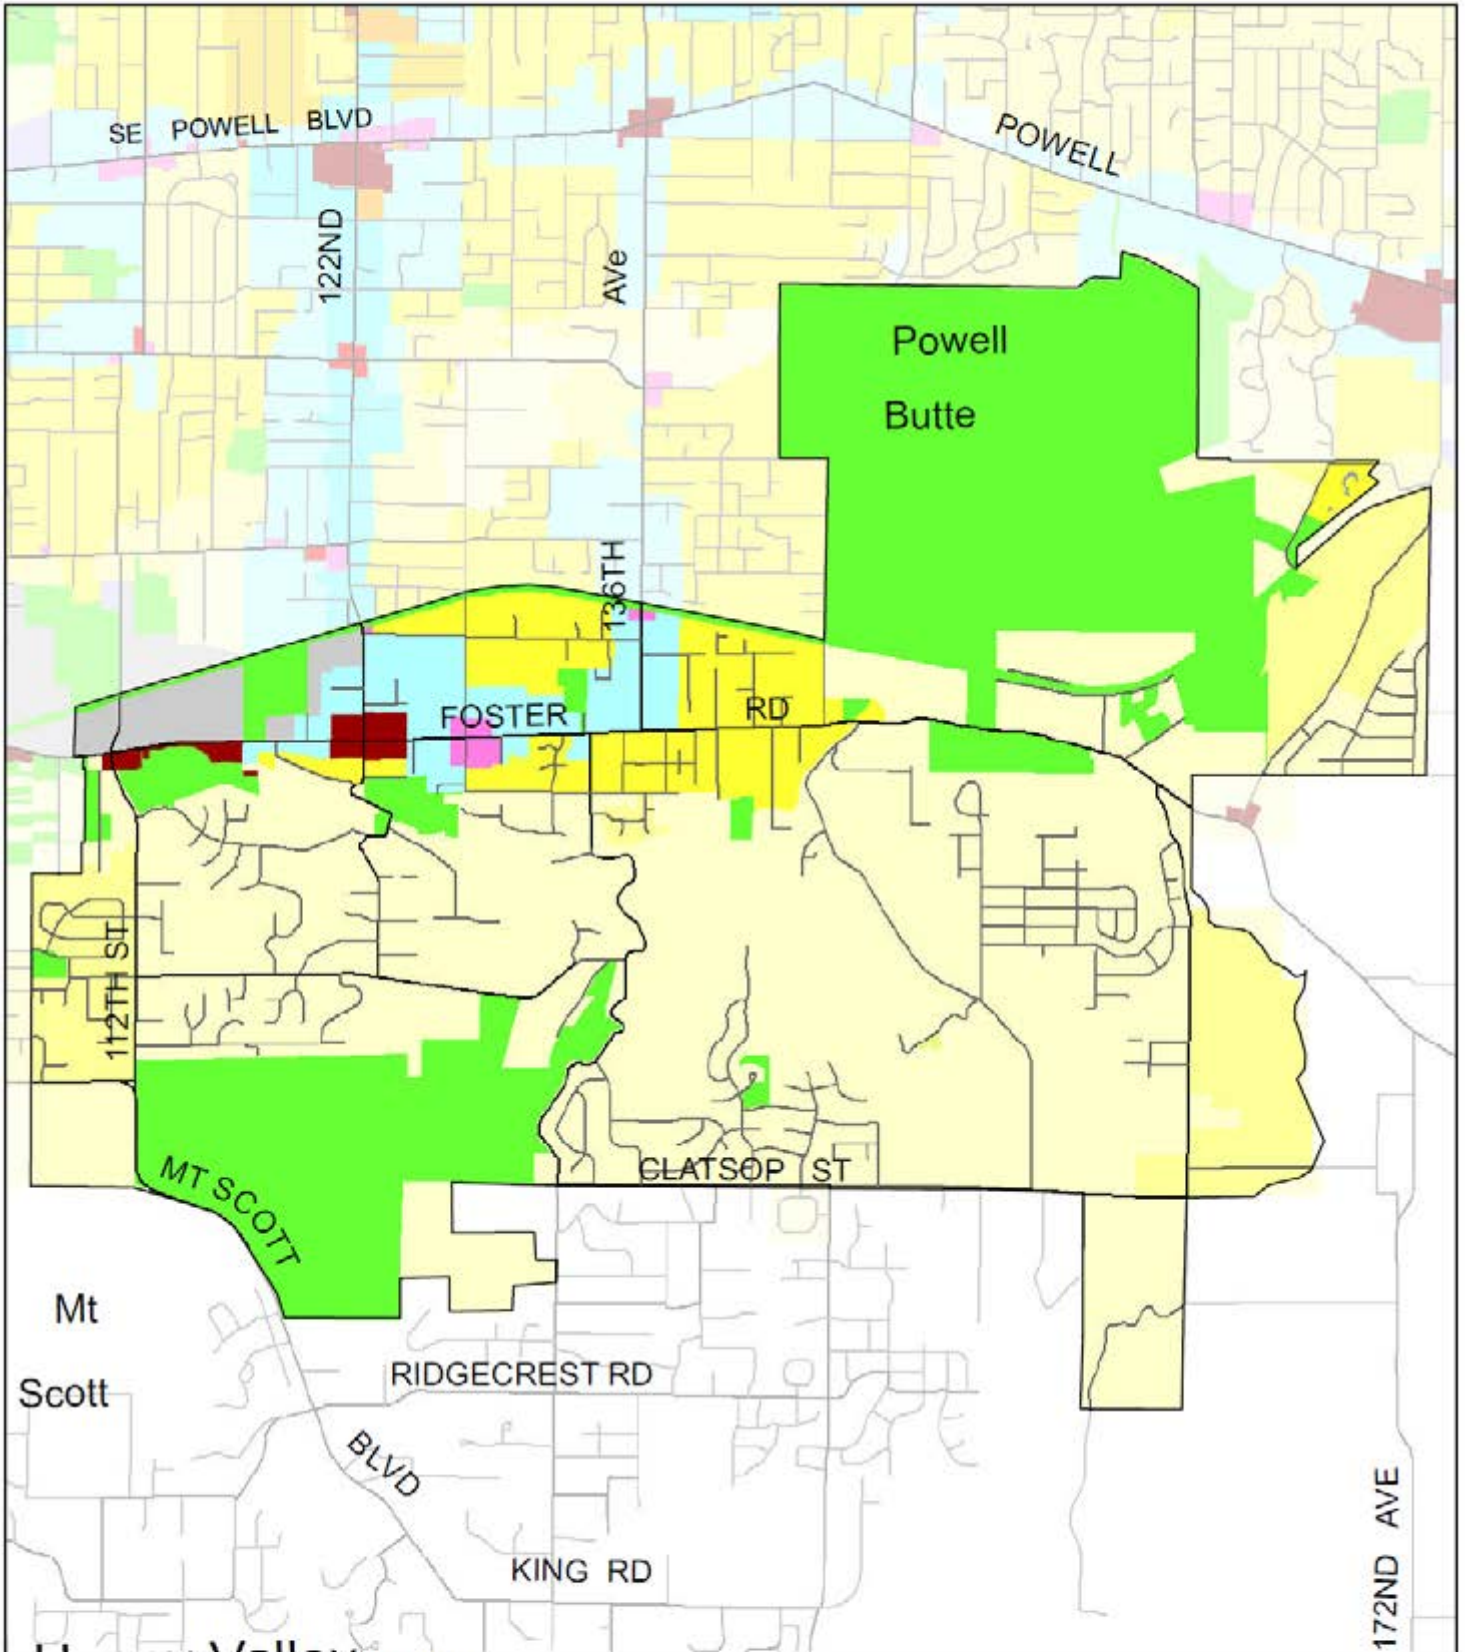 SE POWELL BLVD
POWELL
122ND
AVe
Powell
Butte
136TH
FOSTER RD
112TH ST
MT SCOTT
CLATSOP ST
Mt
Scott
RIDGECREST RD
BLVD
KING RD
172ND AVE
Valley